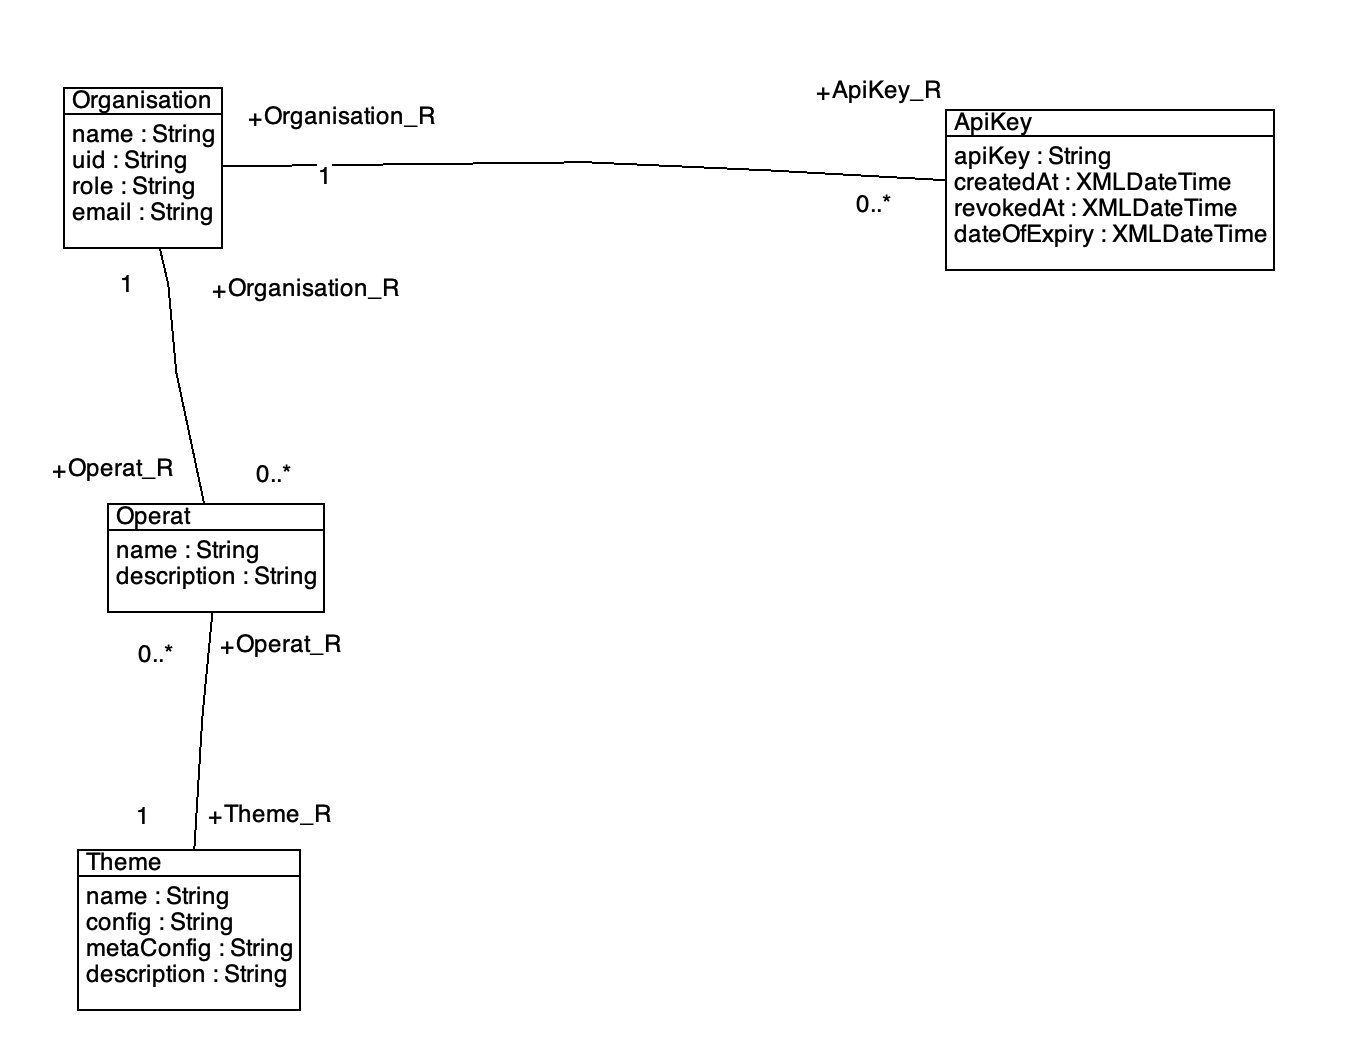 Organisation
name : String
uid : String
role : String
email : String
+Organisation_R
1
+ApiKey_R
0..*
ApiKey
apiKey : String
createdAt : XMLDateTime
revokedAt : XMLDateTime
dateOfExpiry : XMLDateTime
1
+Organisation_R
+Operat_R
0..*
Operat
name : String
description : String
0..*
+Operat_R
1
+Theme_R
Theme
name : String
config : String
metaConfig : String
description : String